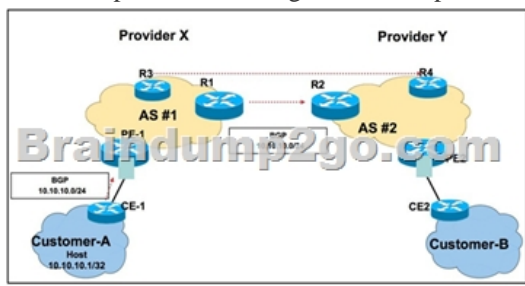 Provider X
Provider Y
R3
R4
R1
R2
AS #1
AS #2
Braindump2go.com
PE-1
BGP
BGP
10.10.10.0/24
CE-1
CE2
Customer-A
Host
10.10.10.1/32
Customer-B